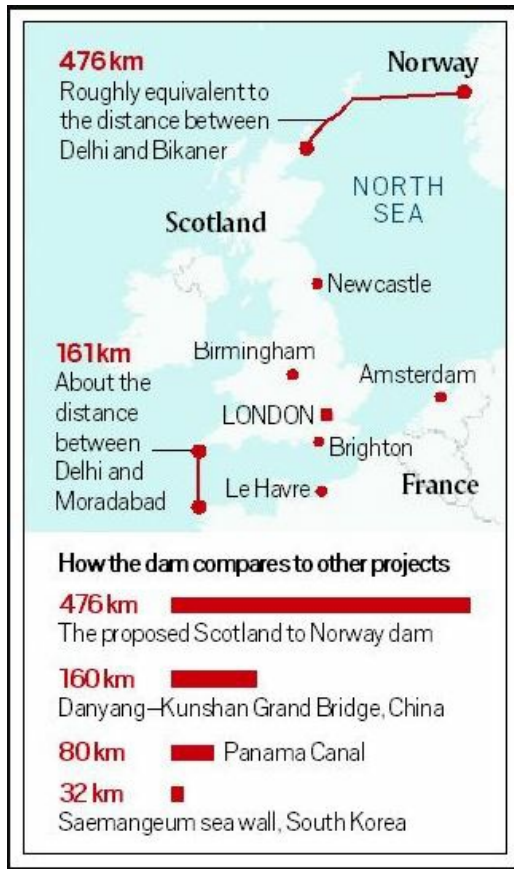 476 km
Roughly equivalent to
the distance between
Delhi and Bikaner
Norway
NORTH
SEA
Scotland
Newcastle
161 km
About the
distance
between
Delhi and
Moradabad
Birmingham
Amsterdam
LONDON
Brighton
Le Havre
France
How the dam compares to other projects
476 km
The proposed Scotland to Norway dam
160 km
Danyang–Kunshan Grand Bridge, China
80 km
Panama Canal
32 km
Saemangeum sea wall, South Korea